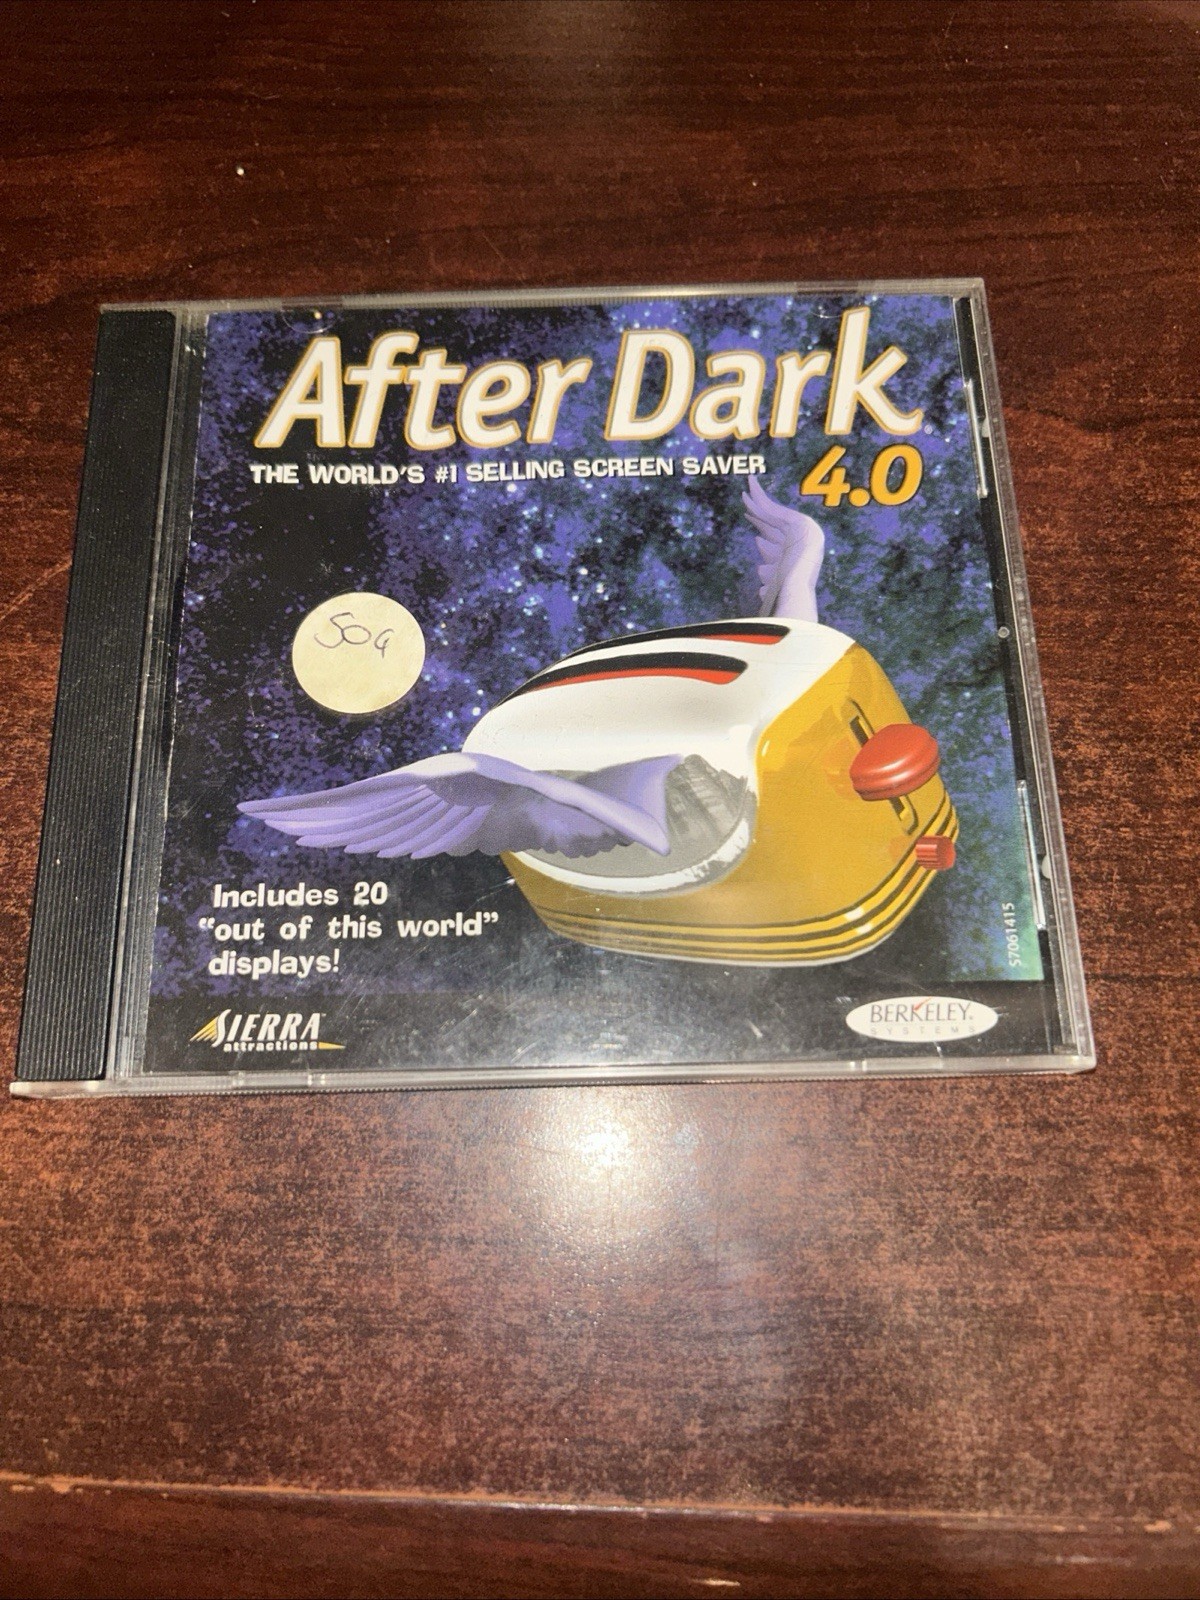 After Dark
THE WORLD'S #1 SELLING SCREEN SAVER
4.0
50¢
Includes 20
“out of this world”
displays!
S7061415
SIERRA™
attractions
BERKELEY®
SYSTEMS